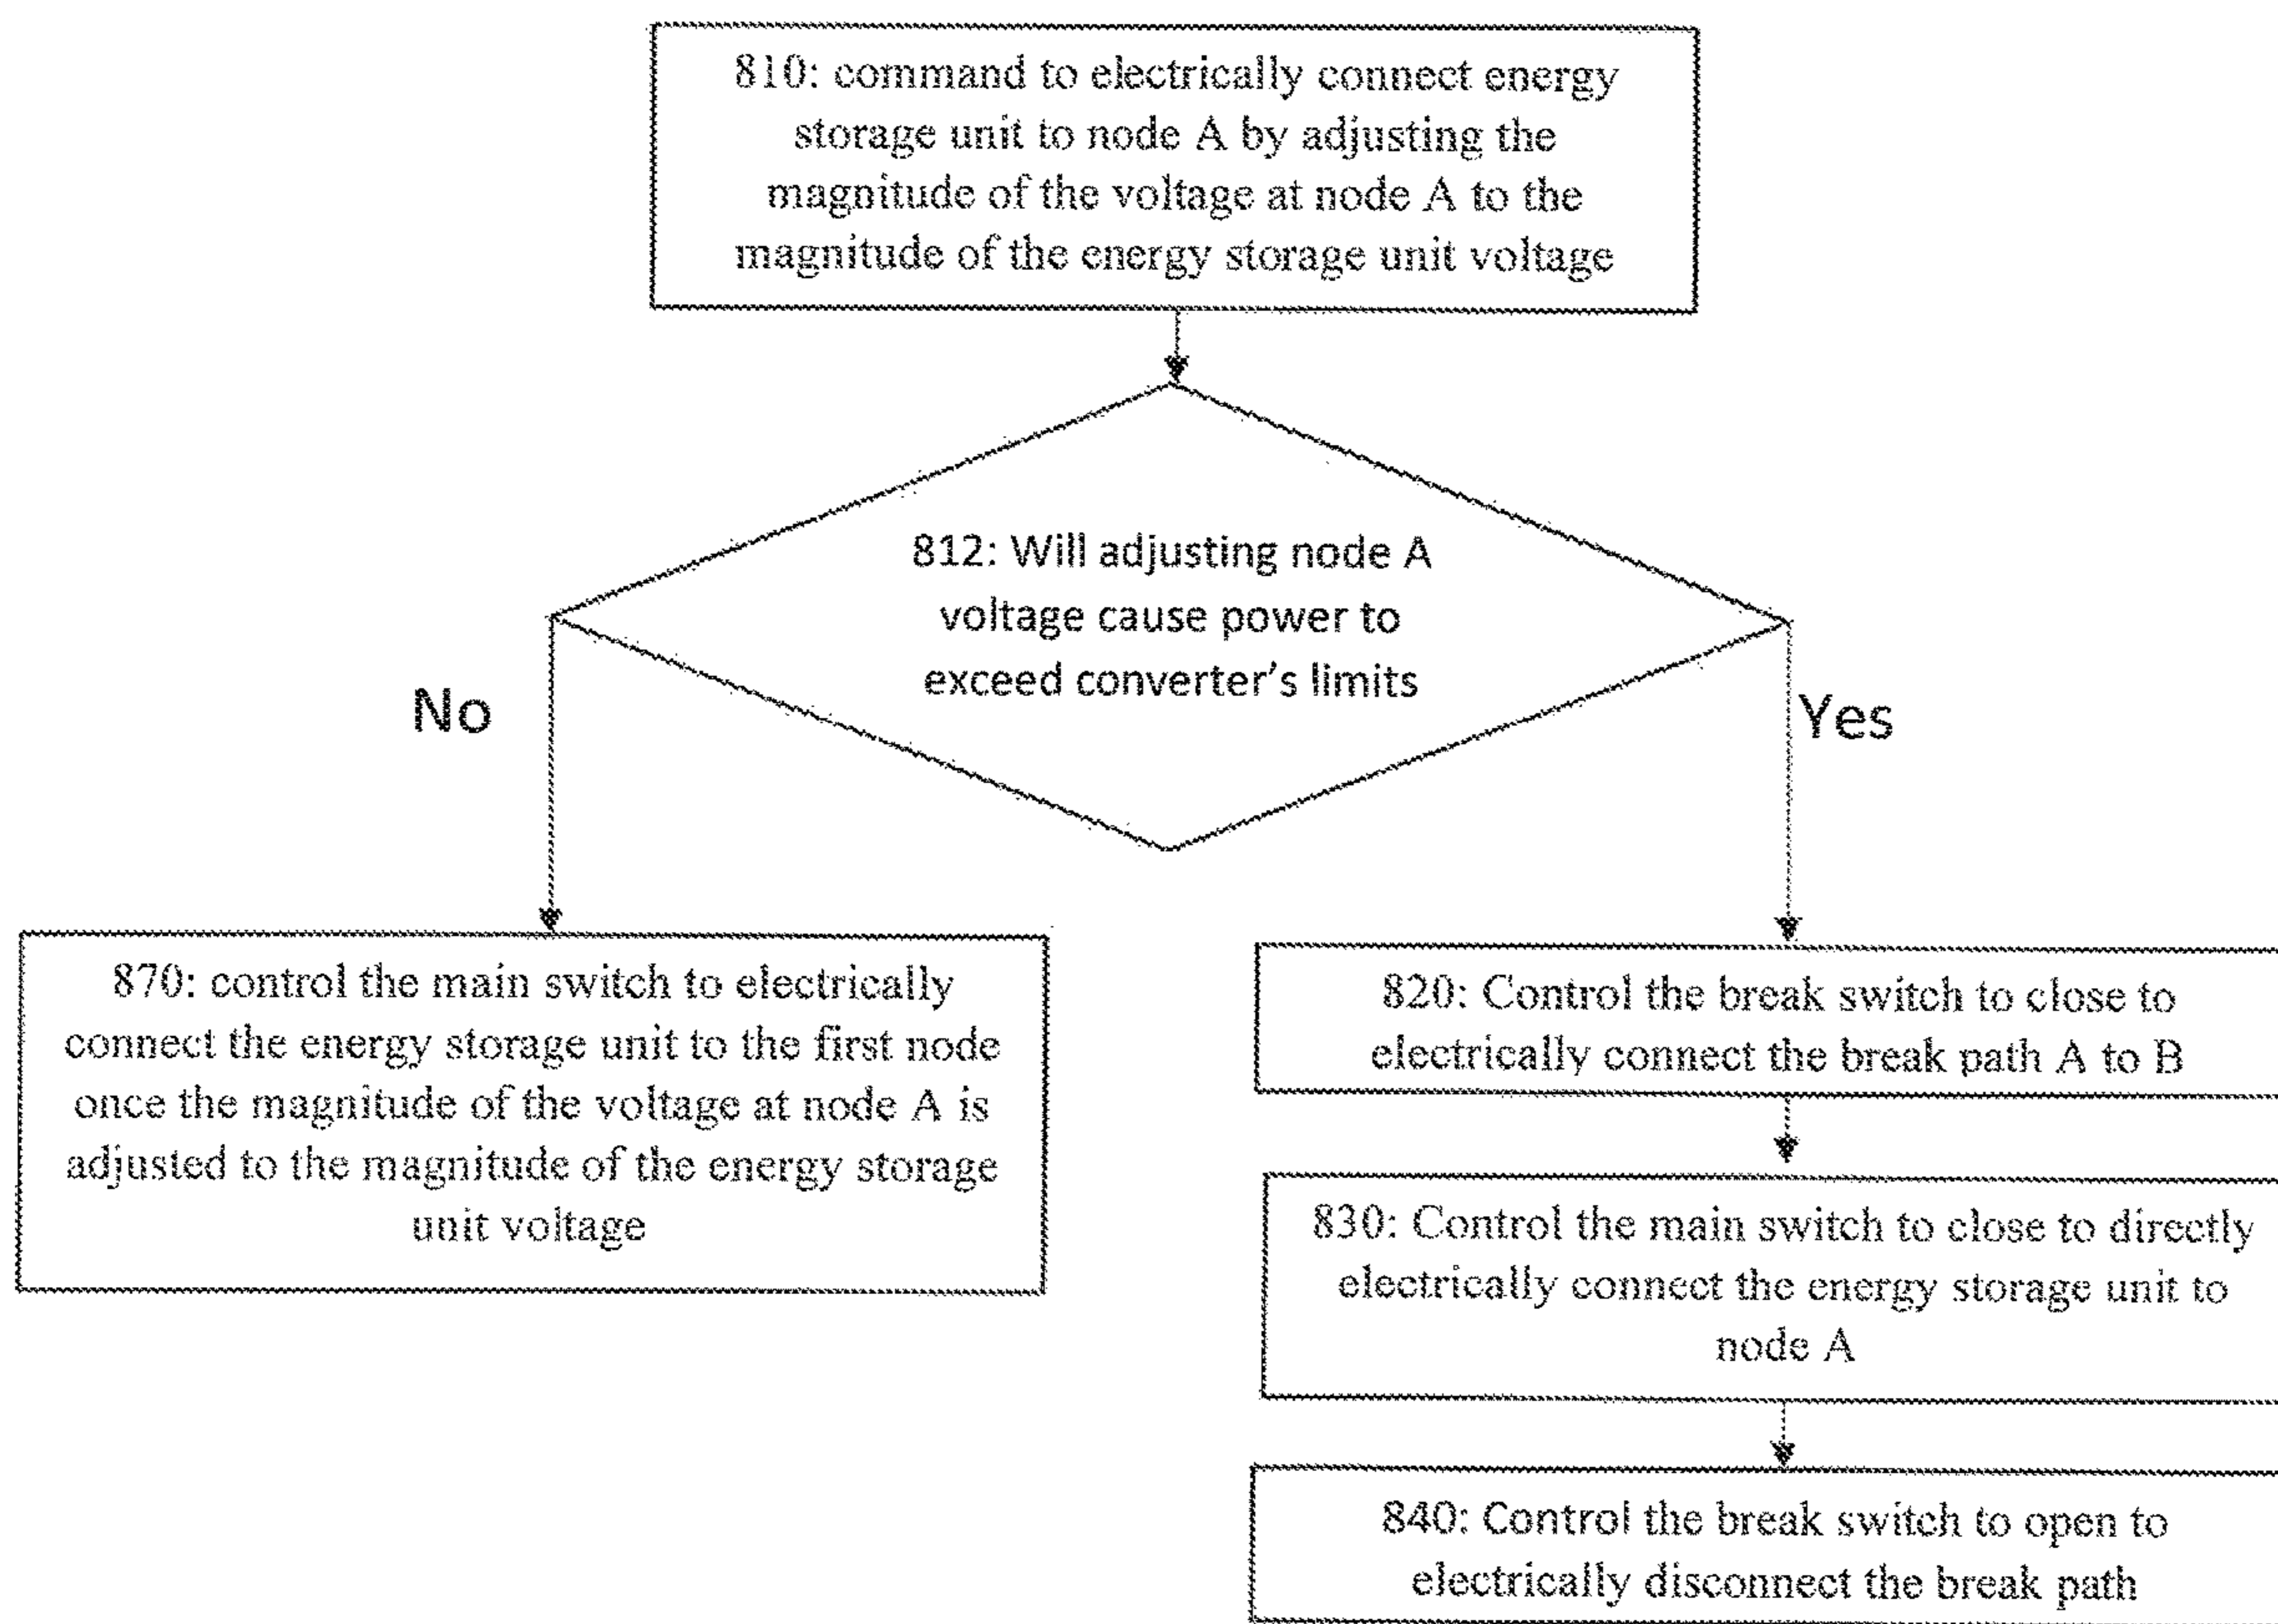 810: command to electrically connect energy
storage unit to node A by adjusting the
magnitude of the voltage at node A to the
magnitude of the energy storage unit voltage
812: Will adjusting node A
voltage cause power to
exceed converter's limits
No
Yes
870: control the main switch to electrically
connect the energy storage unit to the first node
once the magnitude of the voltage at node A is
adjusted to the magnitude of the energy storage
unit voltage
820: Control the break switch to close to
electrically connect the break path A to B
830: Control the main switch to close to directly
electrically connect the energy storage unit to
node A
840: Control the break switch to open to
electrically disconnect the break path